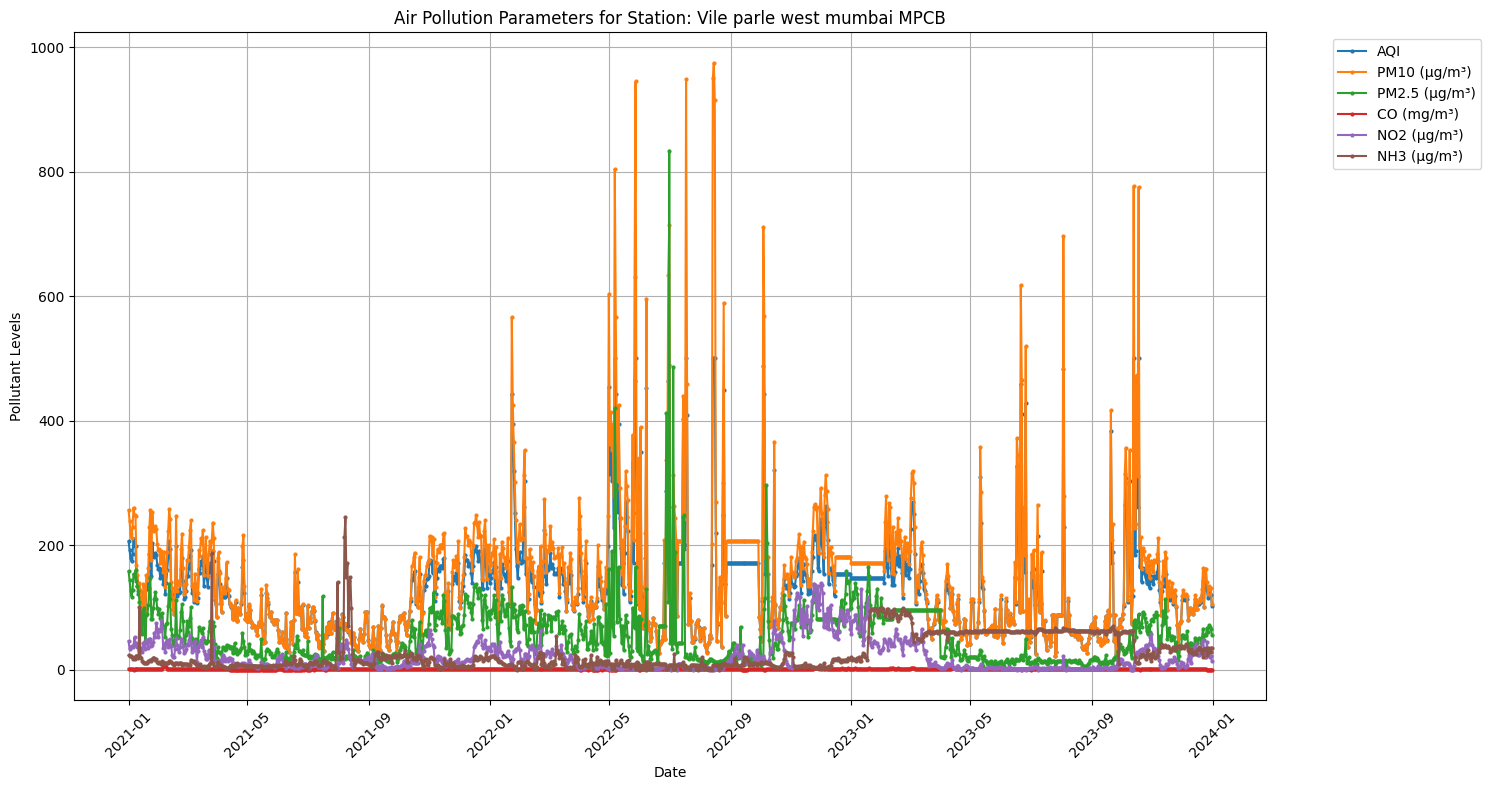 Air Pollution Parameters for Station: Vile parle west mumbai MPCB
AQI
PM10 (µg/m³)
PM2.5 (µg/m³)
CO (mg/m³)
NO2 (µg/m³)
NH3 (µg/m³)
Pollutant Levels
1000
800
600
400
200
0
2021-01
2021-05
2021-09
2022-01
2022-05
2022-09
2023-01
2023-05
2023-09
2024-01
Date